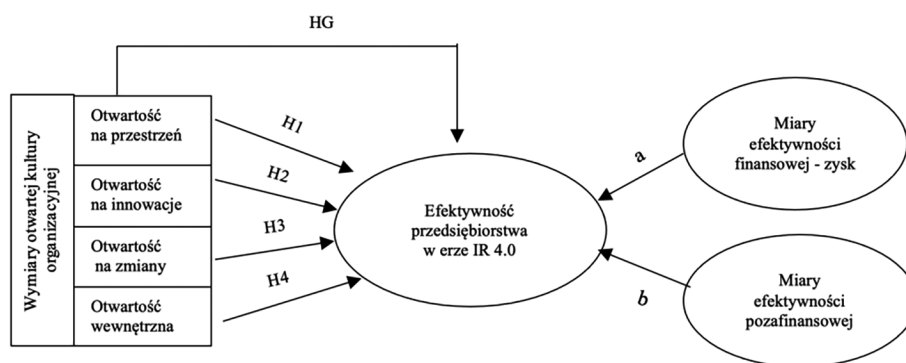 HG
Wymiary otwartej kultury
organizacyjnej
Otwartość
na przestrzeń
Otwartość
na innowacje
Otwartość
na zmiany
Otwartość
wewnętrzna
H1
H2
H3
H4
Efektywność
przedsiębiorstwa
w erze IR 4.0
a
b
Miary
efektywności
finansowej - zysk
Miary
efektywności
pozafinansowej